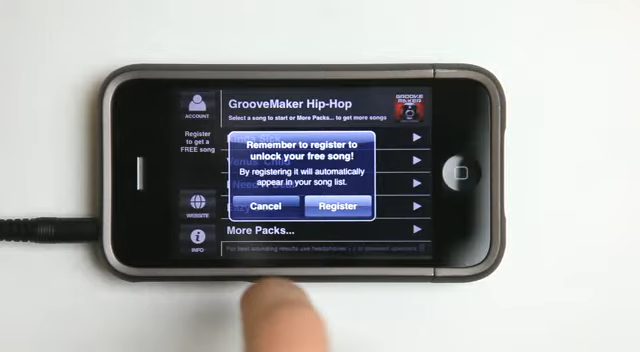 ACCOUNT
Register
to get a
FREE song
WEBSITE
INFO
GrooveMaker Hip-Hop
Select a song to start or More Packs... to get more songs
GROOVE
MAKER
Remember to register to
unlock your free song!
By registering it will automatically
appear in your song list.
Cancel
Register
More Packs...